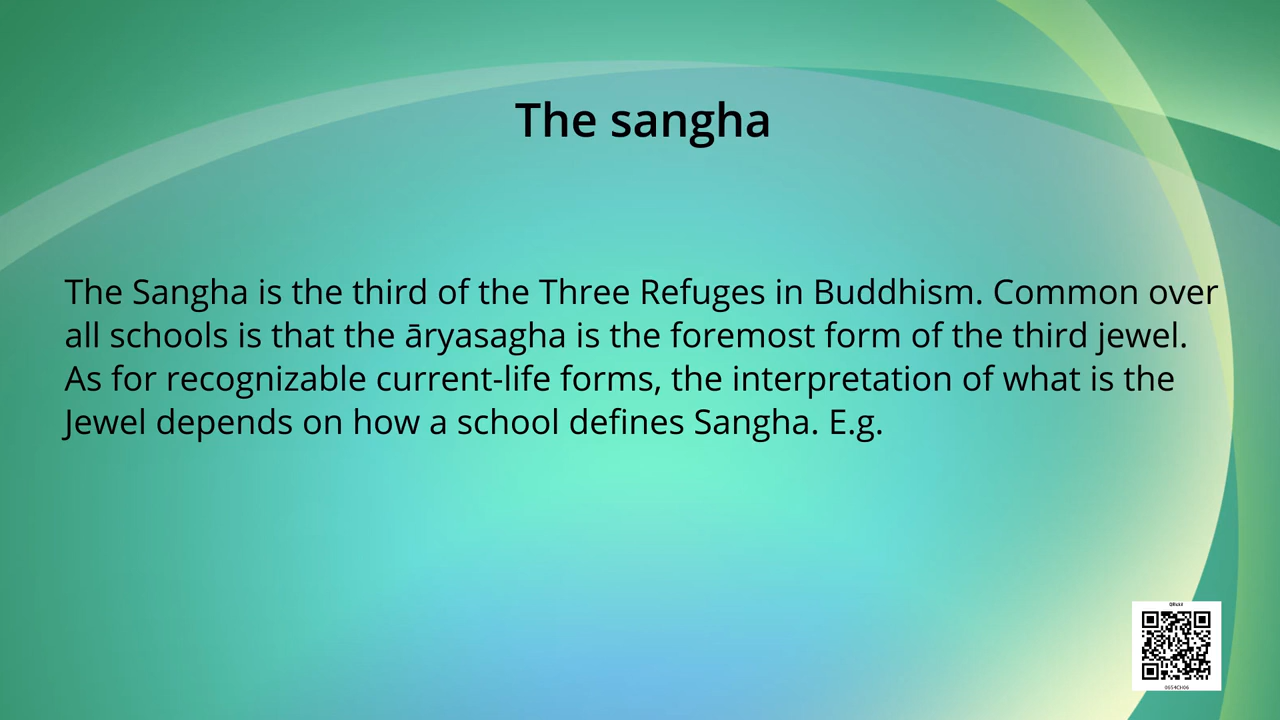 The sangha
The Sangha is the third of the Three Refuges in Buddhism. Common over
all schools is that the āryasagha is the foremost form of the third jewel.
As for recognizable current-life forms, the interpretation of what is the
Jewel depends on how a school defines Sangha. E.g.